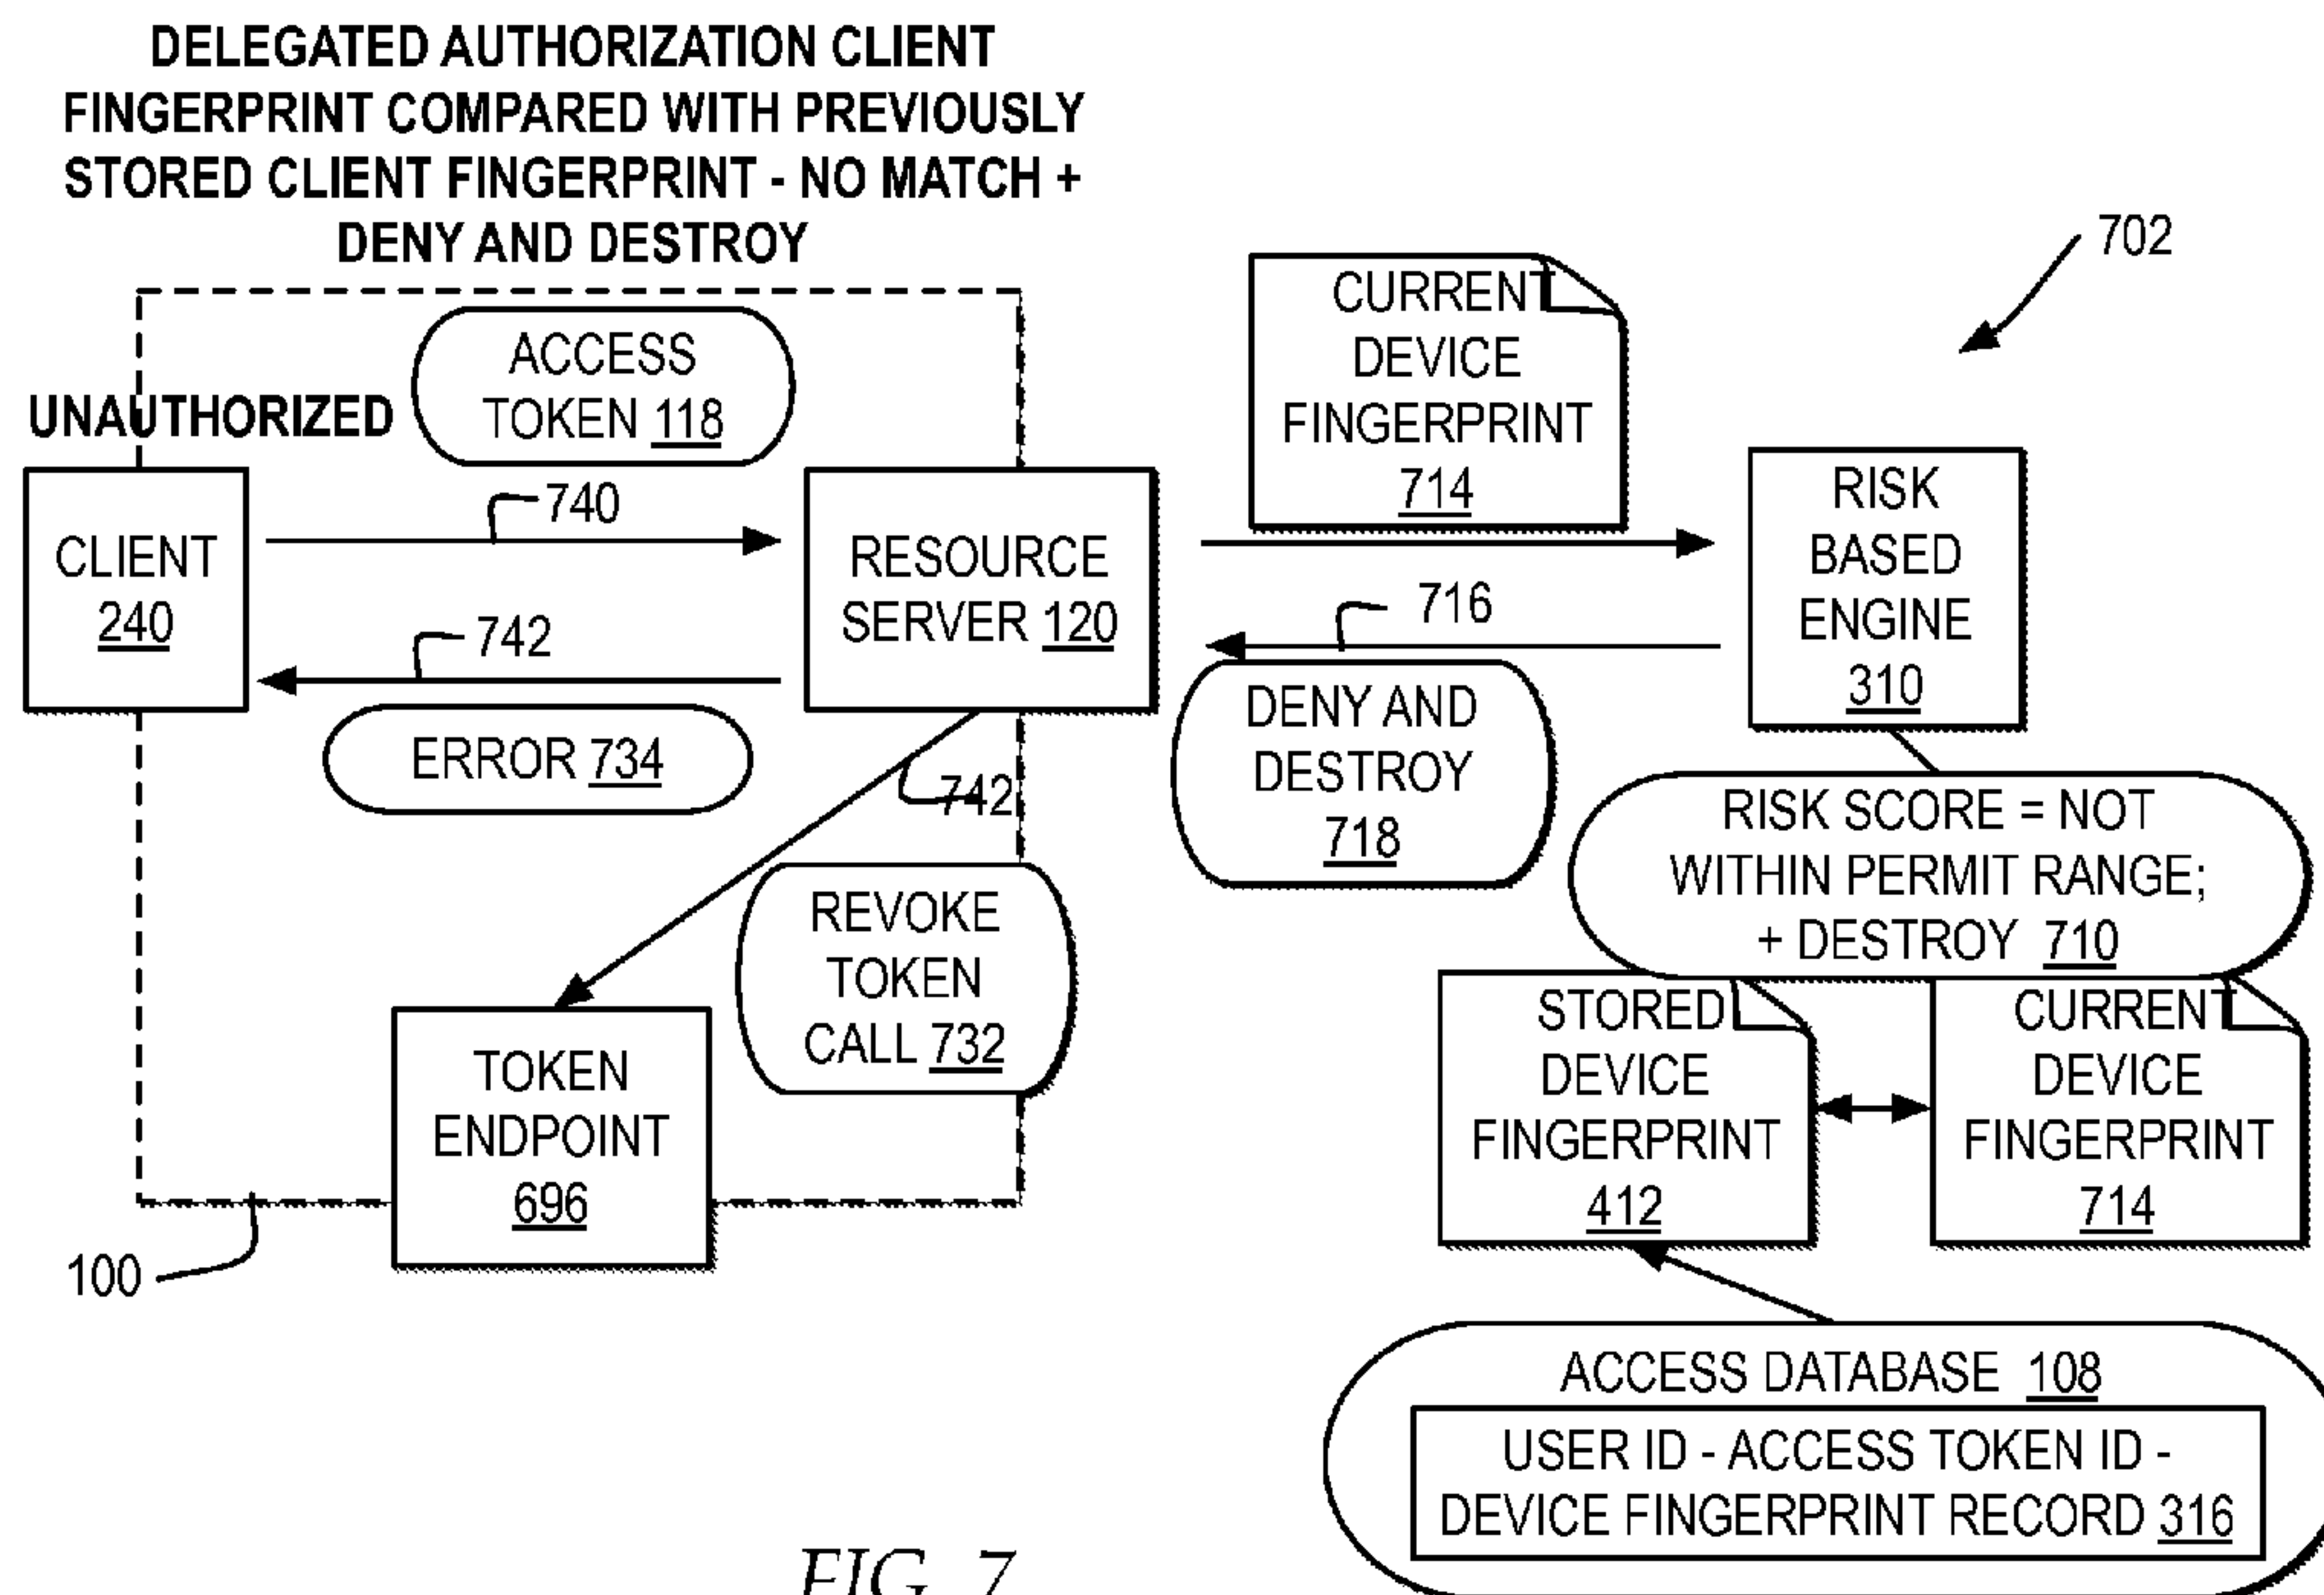 DELEGATED AUTHORIZATION CLIENT
FINGERPRINT COMPARED WITH PREVIOUSLY
STORED CLIENT FINGERPRINT - NO MATCH +
DENY AND DESTROY
702
UNAUTHORIZED
ACCESS
TOKEN 118
CLIENT
240
740
742
ERROR 734
RESOURCE
SERVER 120
CURRENT
DEVICE
FINGERPRINT
714
716
DENY AND
DESTROY
718
RISK
BASED
ENGINE
310
RISK SCORE = NOT
WITHIN PERMIT RANGE;
+ DESTROY 710
742
REVOKE
TOKEN
CALL 732
TOKEN
ENDPOINT
696
100
STORED
DEVICE
FINGERPRINT
412
CURRENT
DEVICE
FINGERPRINT
714
ACCESS DATABASE 108
USER ID - ACCESS TOKEN ID -
DEVICE FINGERPRINT RECORD 316
FIG. 7